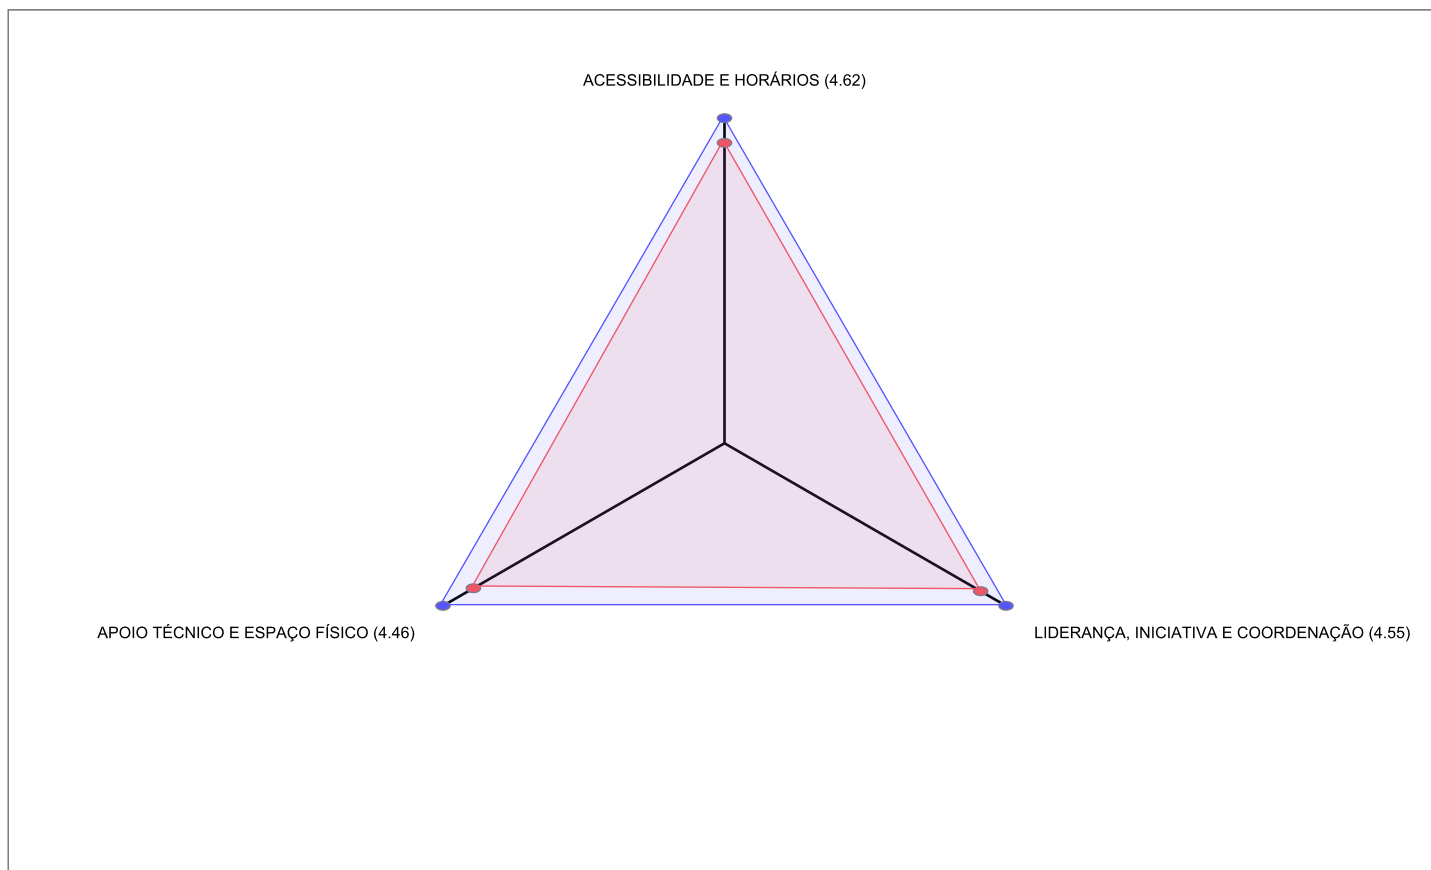 ACESSIBILIDADE E HORÁRIOS (4.62)
APOIO TÉCNICO E ESPAÇO FÍSICO (4.46)
LIDERANÇA, INICIATIVA E COORDENAÇÃO (4.55)